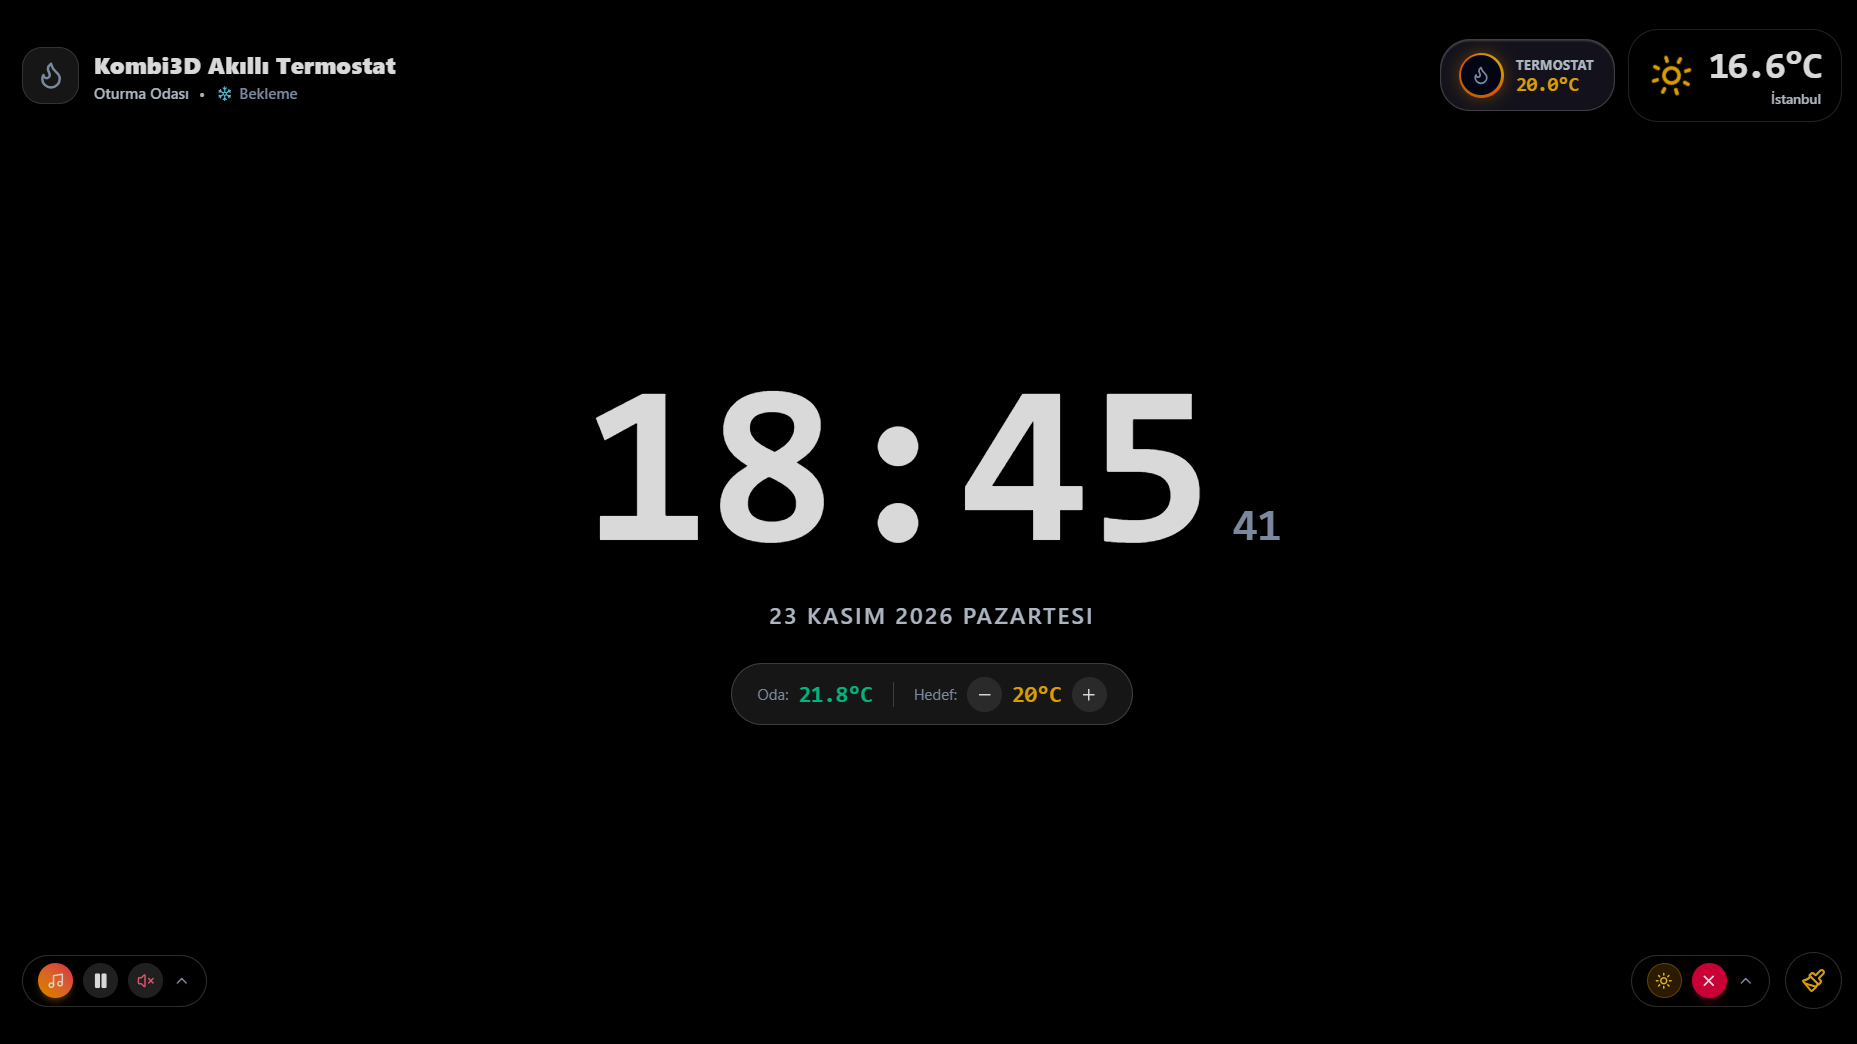 Kombi3D Akıllı Termostat
Oturma Odası • Bekleme
TERMOSTAT
20.0°C
16.6°C
İstanbul
18:45 41
23 KASIM 2026 PAZARTESI
Oda: 21.8°C Hedef: − 20°C +